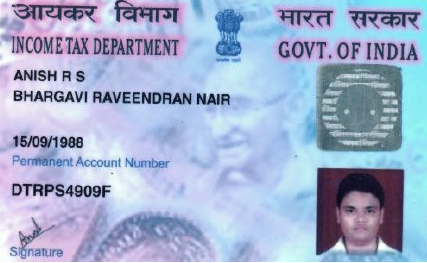 आयकर विभाग
भारत सरकार
INCOME TAX DEPARTMENT
GOVT. OF INDIA
ANISH R S
BHARGAVI RAVEENDRAN NAIR
15/09/1988
Permanent Account Number
DTRPS4909F
Signature